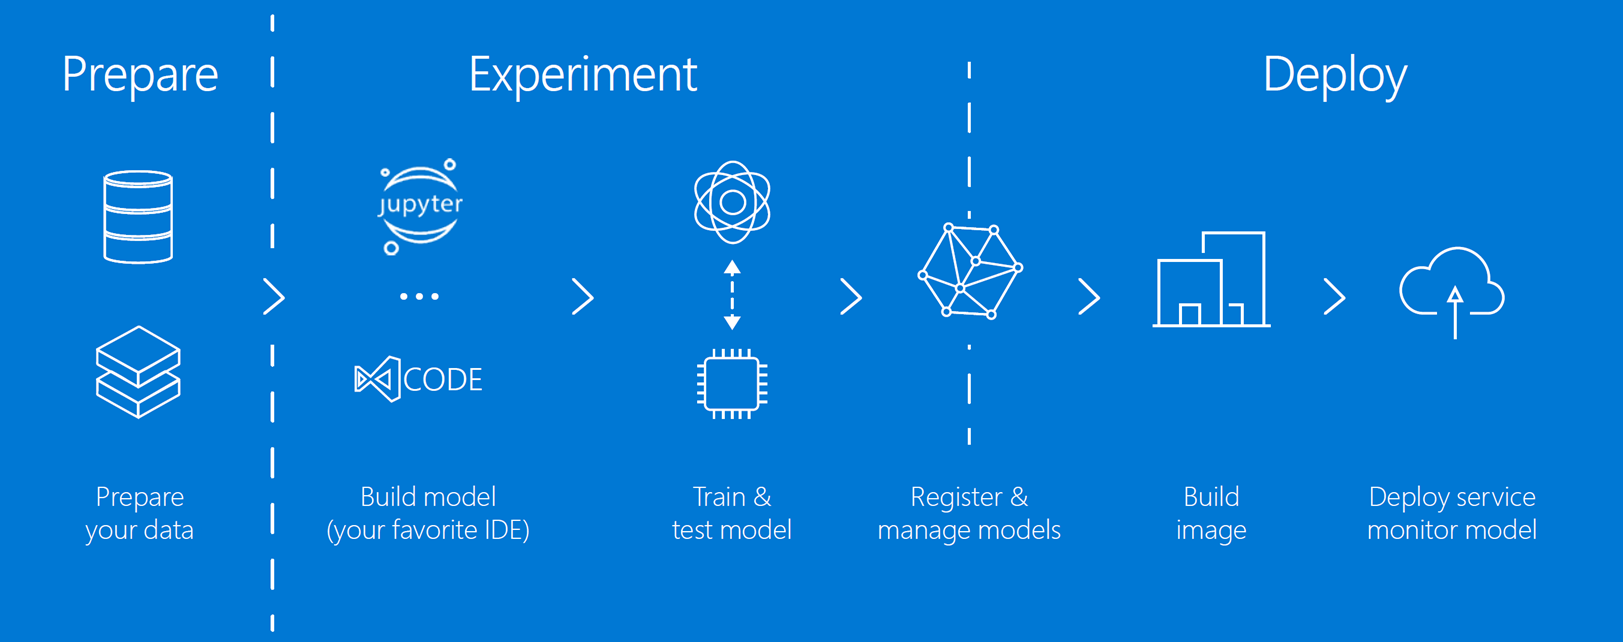 Prepare
Experiment
Deploy
jupyter
CODE
Prepare
your data
Build model
(your favorite IDE)
Train &
test model
Register &
manage models
Build
image
Deploy service
monitor model